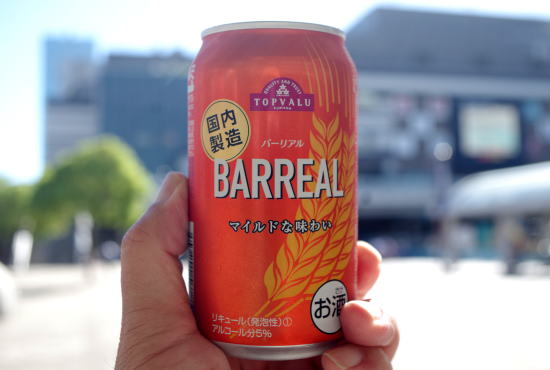 QUALITY AND TRUST
TOPVALU
国内
製造
バーリアル
BARREAL
マイルドな味わい
お酒
リキュール(発泡性)①
アルコール分5%